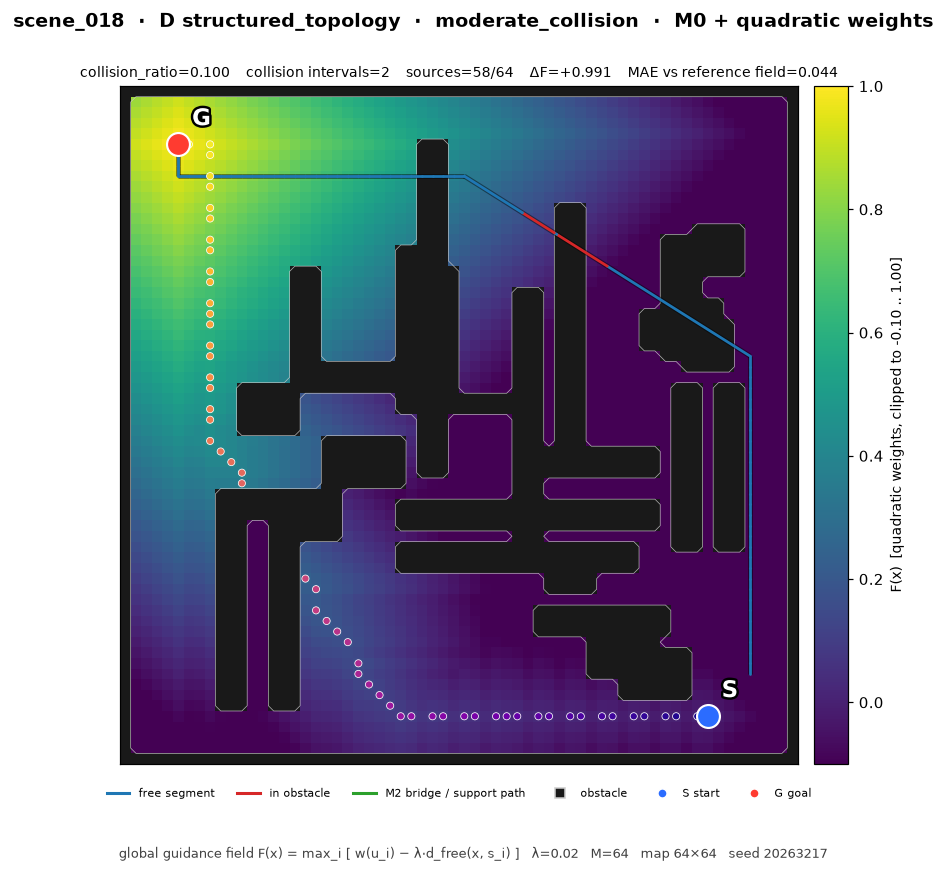 scene_018 · D structured_topology · moderate_collision · M0 + quadratic weights
collision_ratio=0.100 collision intervals=2 sources=58/64 ΔF=+0.991 MAE vs reference field=0.044
G
S
1.0
0.8
0.6
0.4
0.2
0.0
F(x) [quadratic weights, clipped to -0.10 .. 1.00]
free segment
in obstacle
M2 bridge / support path
obstacle
S start
G goal
global guidance field F(x) = max_i [ w(u_i) − λ·d_free(x, s_i) ] λ=0.02 M=64 map 64×64 seed 20263217